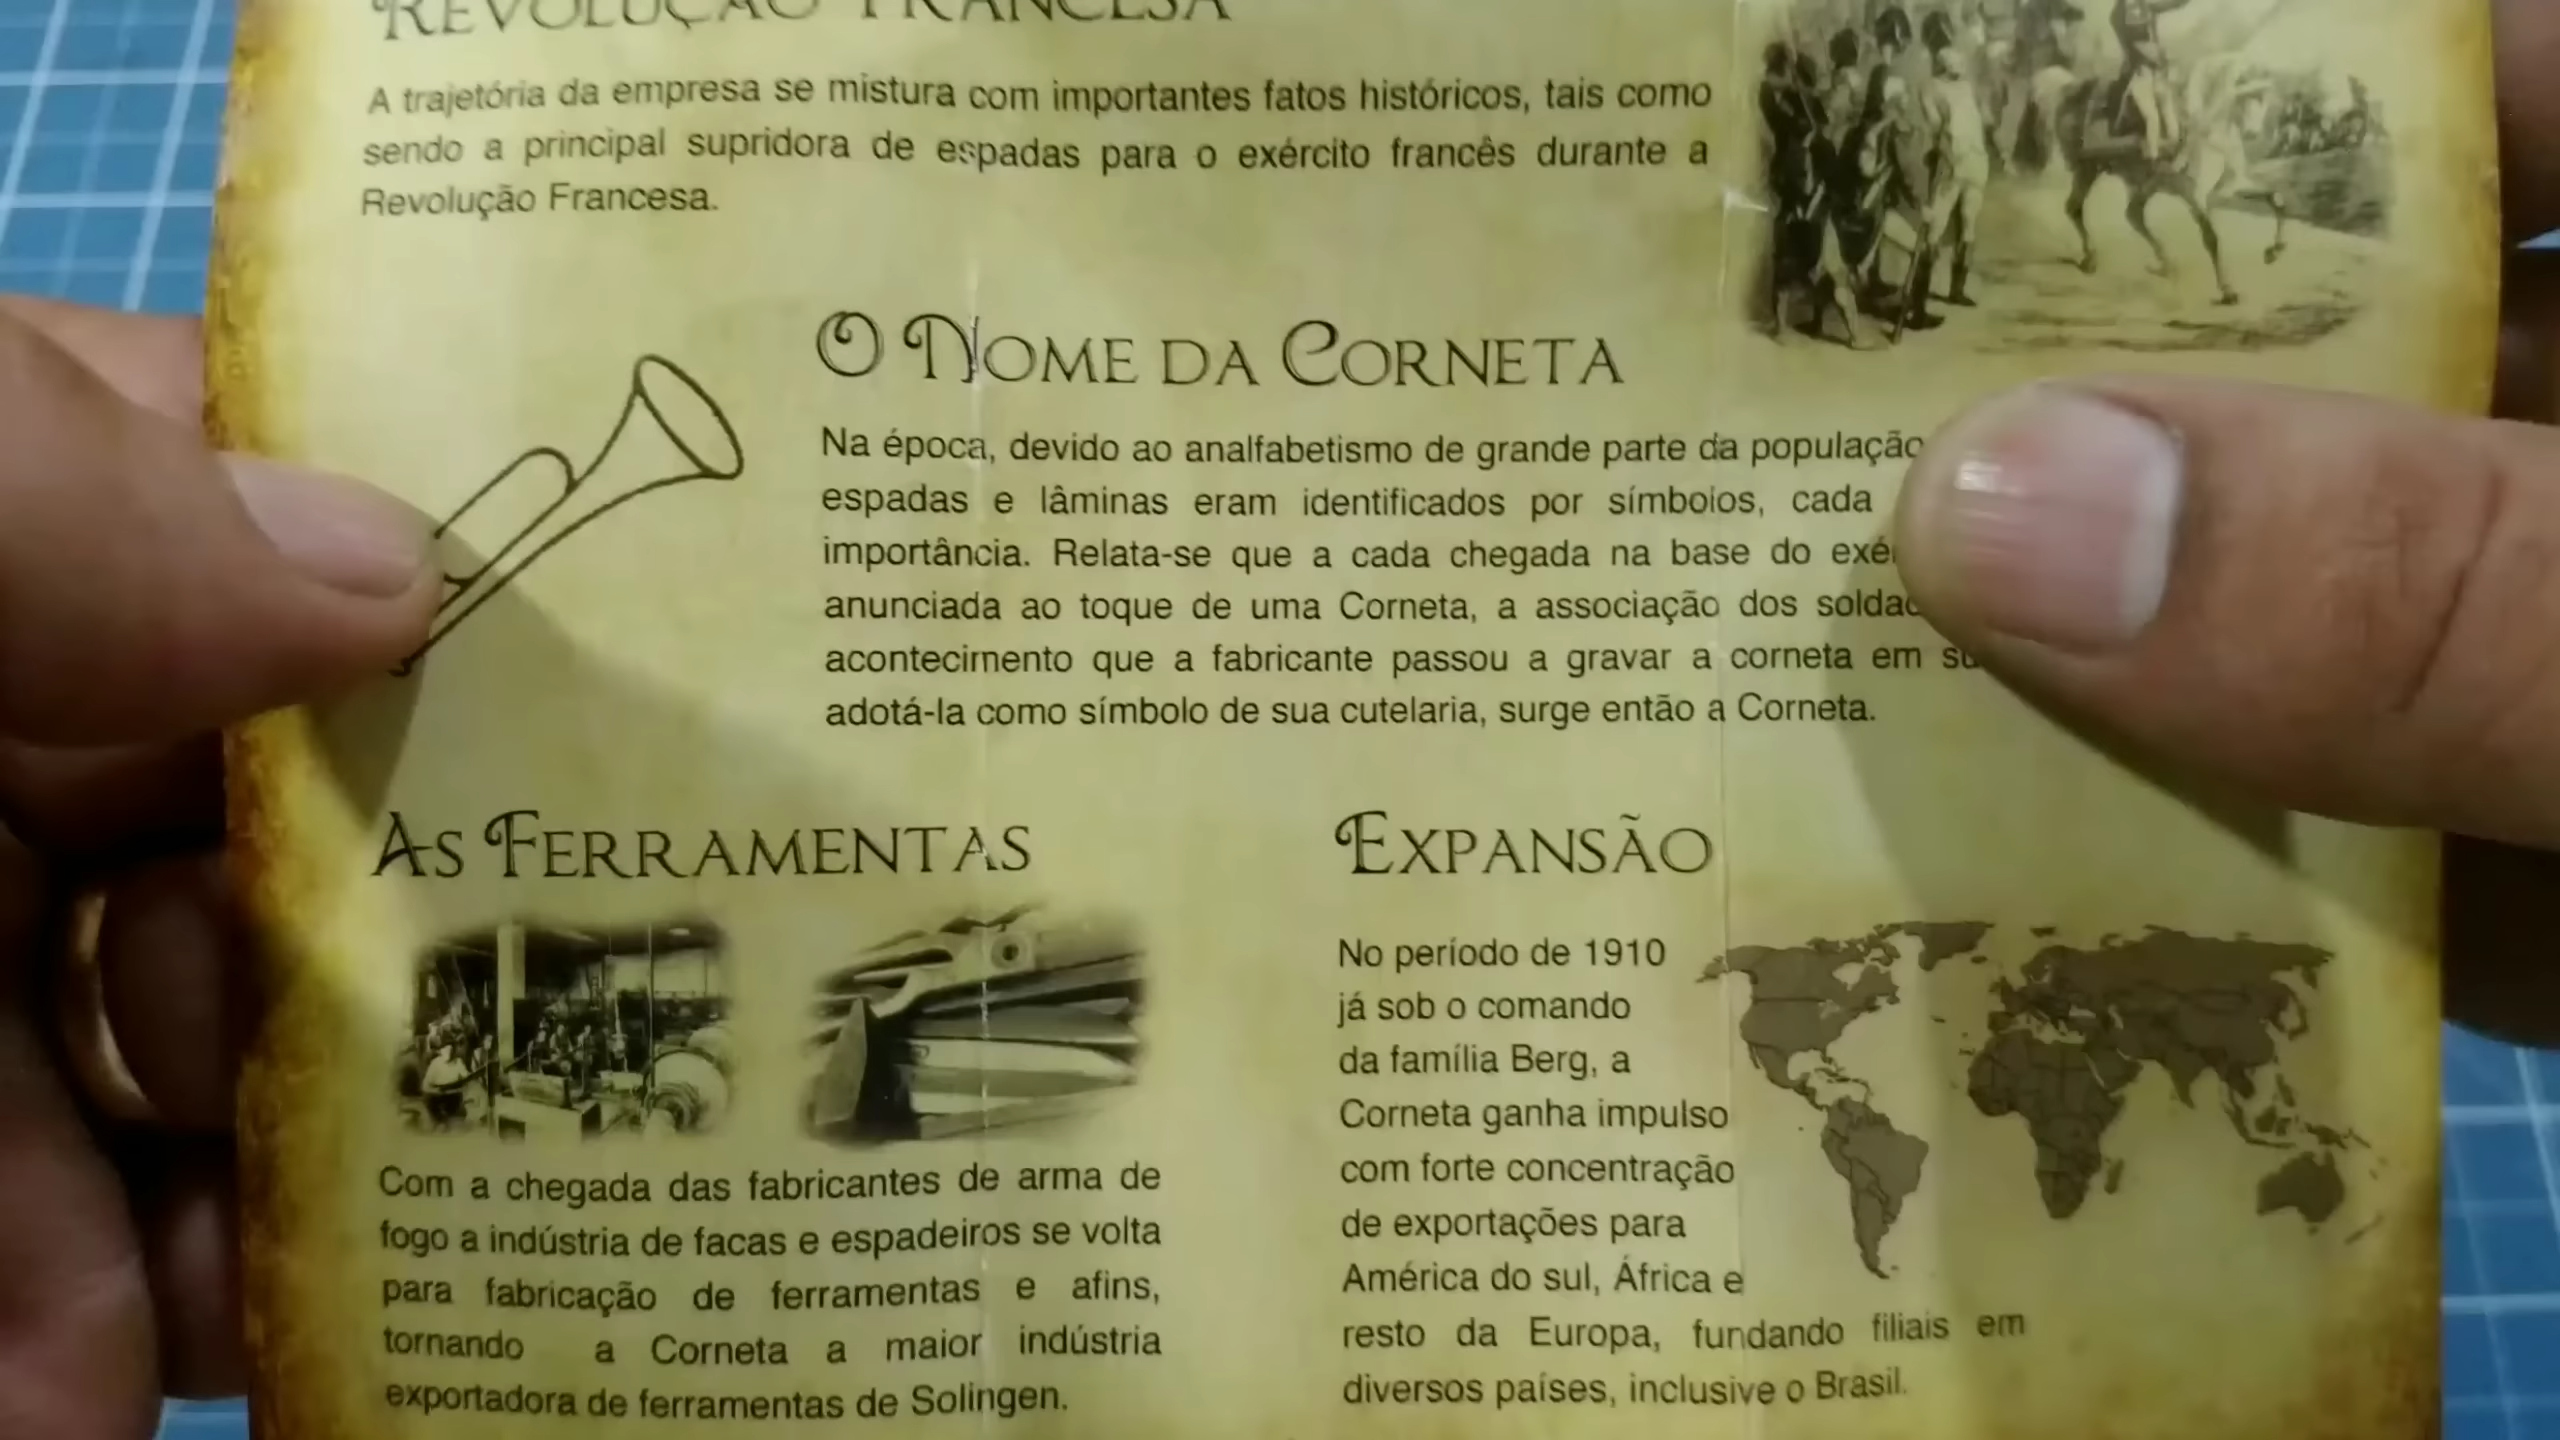 REVOLUÇÃO FRANCESA
A trajetória da empresa se mistura com importantes fatos históricos, tais como
sendo a principal supridora de espadas para o exército francês durante a
Revolução Francesa.
O NOME DA CORNETA
Na época, devido ao analfabetismo de grande parte da população
espadas e lâminas eram identificados por símbolos, cada
importância. Relata-se que a cada chegada na base do
anunciada ao toque de uma Corneta, a associação dos
acontecimento que a fabricante passou a gravar a corneta em
adotá-la como símbolo de sua cutelaria, surge então a Corneta.
AS FERRAMENTAS
Com a chegada das fabricantes de arma de
fogo a indústria de facas e espadeiros se volta
para fabricação de ferramentas e afins,
tornando a Corneta a maior indústria
exportadora de ferramentas de Solingen.
EXPANSÃO
No período de 1910
já sob o comando
da família Berg, a
Corneta ganha impulso
com forte concentração
de exportações para
América do sul, África e
resto da Europa, fundando filiais em
diversos países, inclusive o Brasil.